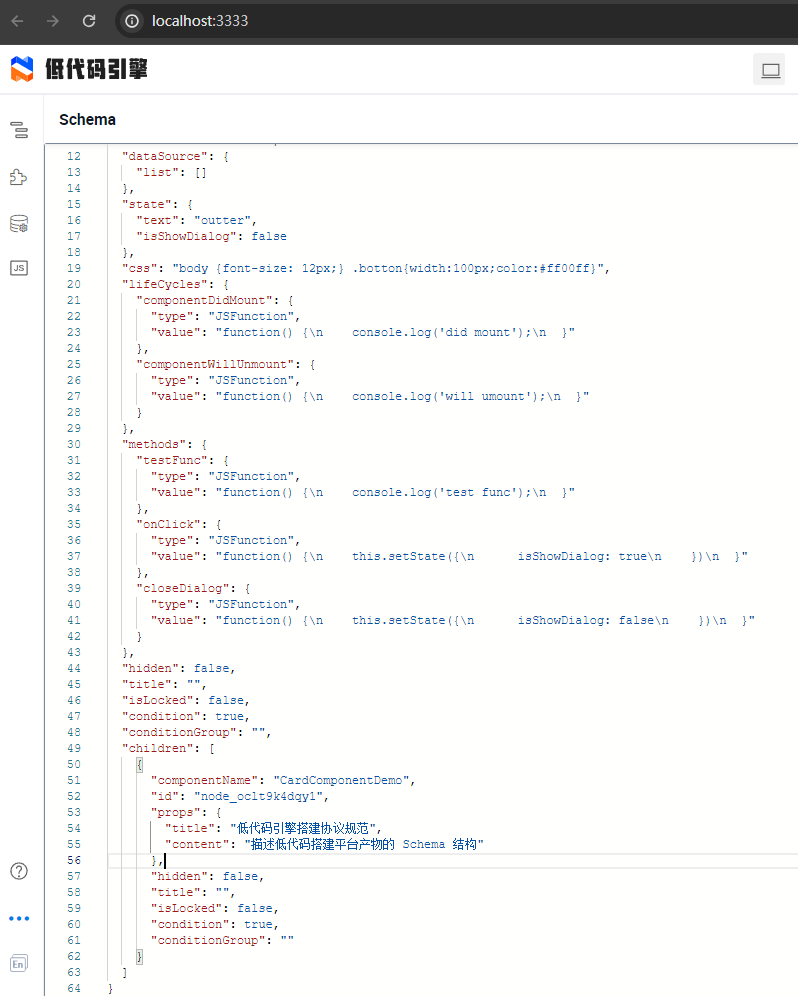 localhost:3333
低代码引擎
Schema
12 "dataSource": {
13 "list": []
14 },
15 "state": {
16 "text": "outter",
17 "isShowDialog": false
18 },
19 "css": "body {font-size: 12px;} .botton{width:100px;color:#ff00ff}",
20 "lifeCycles": {
21 "componentDidMount": {
22 "type": "JSFunction",
23 "value": "function() {\n    console.log('did mount');\n  }"
24 },
25 "componentWillUnmount": {
26 "type": "JSFunction",
27 "value": "function() {\n    console.log('will umount');\n  }"
28 }
29 },
30 "methods": {
31 "testFunc": {
32 "type": "JSFunction",
33 "value": "function() {\n    console.log('test func');\n  }"
34 },
35 "onClick": {
36 "type": "JSFunction",
37 "value": "function() {\n    this.setState({\n      isShowDialog: true\n    })\n  }"
38 },
39 "closeDialog": {
40 "type": "JSFunction",
41 "value": "function() {\n    this.setState({\n      isShowDialog: false\n    })\n  }"
42 }
43 },
44 "hidden": false,
45 "title": "",
46 "isLocked": false,
47 "condition": true,
48 "conditionGroup": "",
49 "children": [
50 {
51 "componentName": "CardComponentDemo",
52 "id": "node_oclt9k4dqy1",
53 "props": {
54 "title": "低代码引擎搭建协议规范",
55 "content": "描述低代码搭建平台产物的 Schema 结构"
56 },
57 "hidden": false,
58 "title": "",
59 "isLocked": false,
60 "condition": true,
61 "conditionGroup": ""
62 }
63 ]
64 }
JS
En